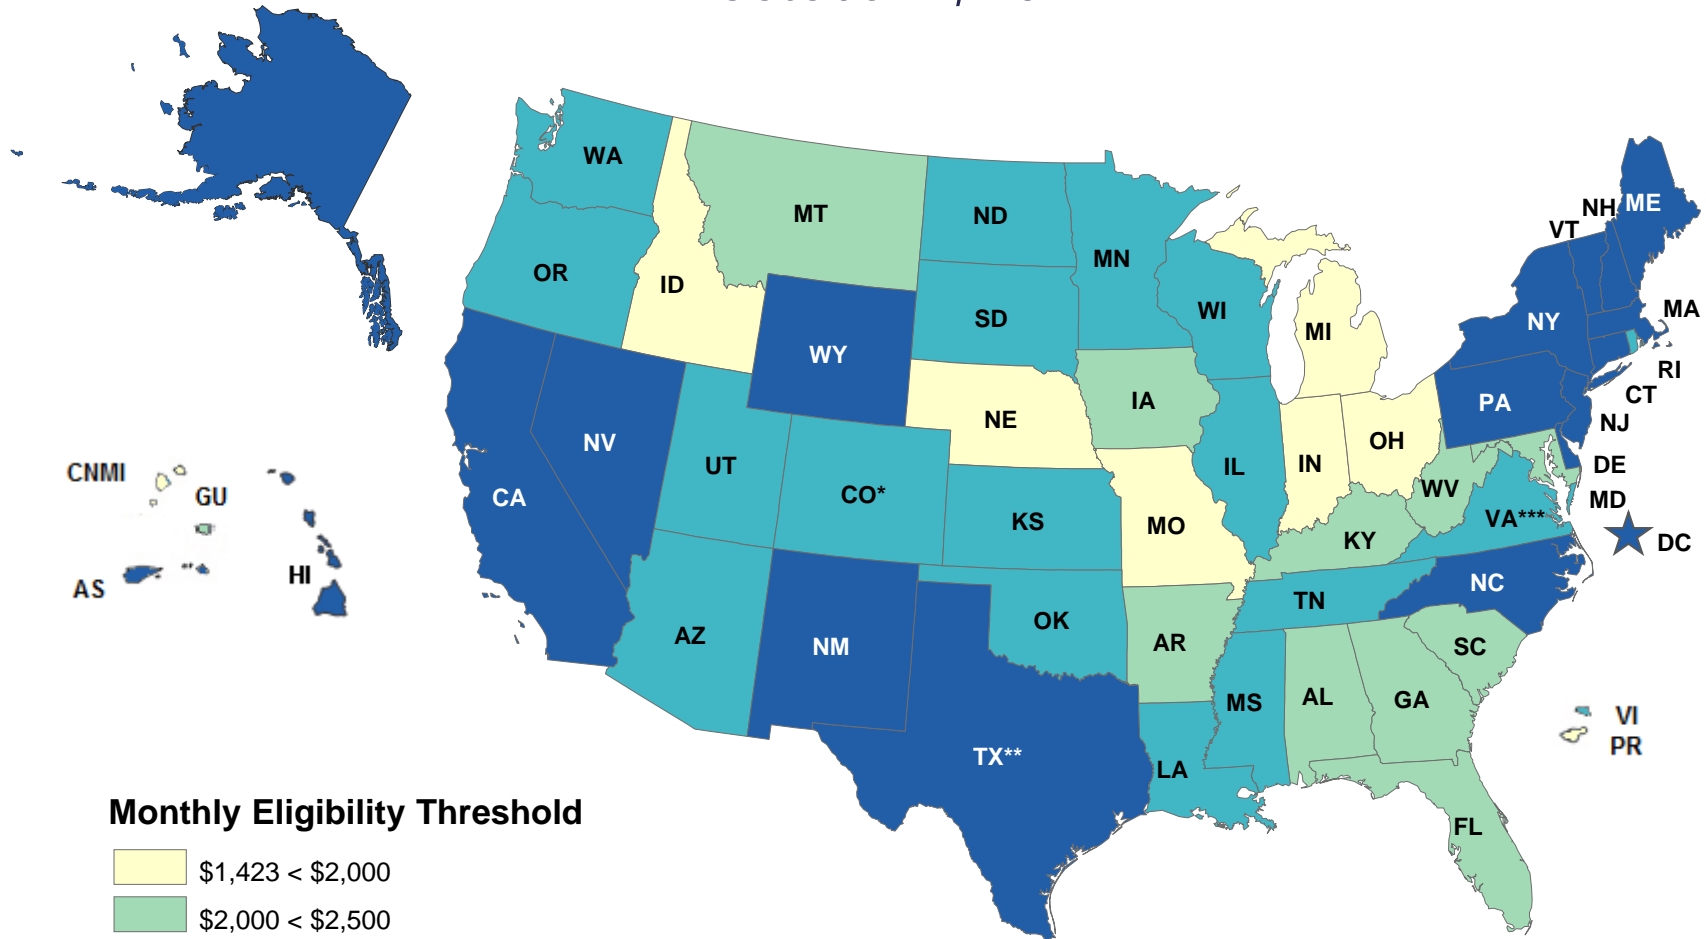 WA
MT
ND
MN
OR
ID
SD
WI
MI
WY
NH
ME
VT
NY
MA
RI
CT
PA
NJ
NE
IA
NV
UT
CO*
IL
IN
OH
DE
MD
WV
VA***
DC
CA
KS
MO
KY
CNMI
GU
AS
HI
NC
TN
AZ
NM
OK
AR
SC
MS
AL
GA
TX**
LA
VI
PR
FL
Monthly Eligibility Threshold
$1,423 < $2,000
$2,000 < $2,500